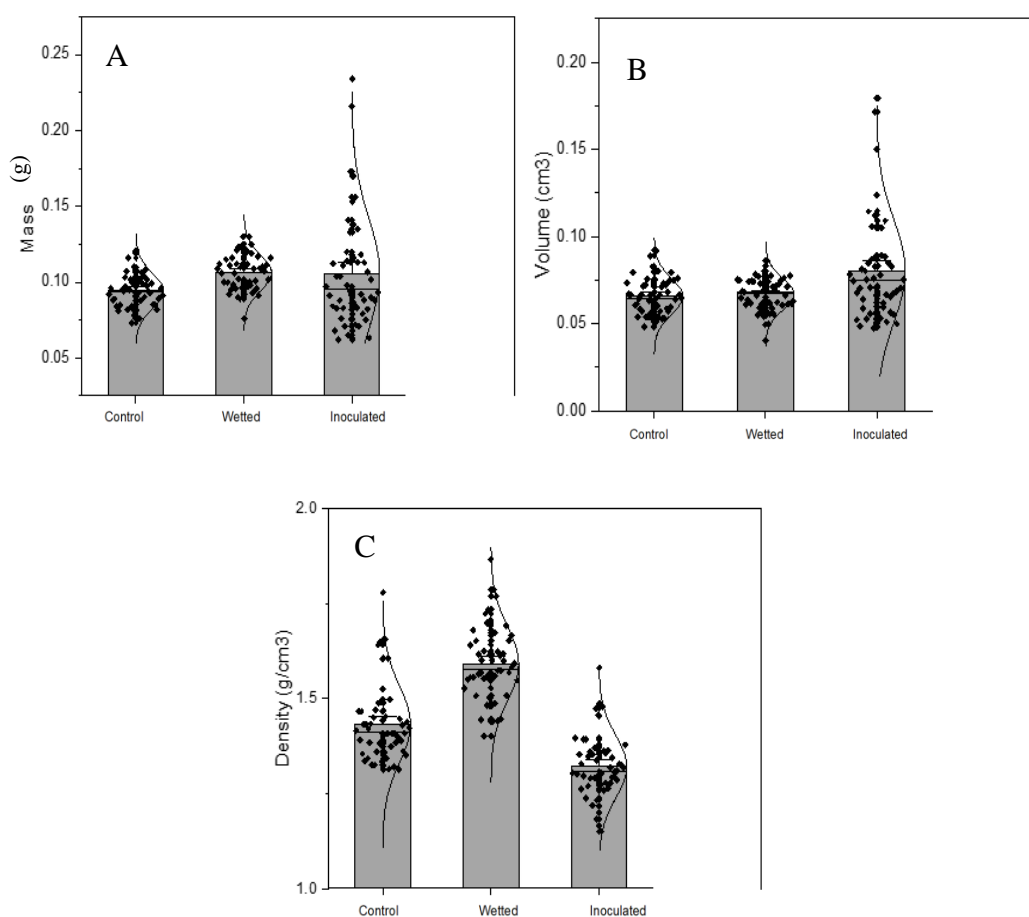 A
0.25
0.20
0.15
0.10
0.05
Mass (g)
Control Wetted Inoculated
B
0.20
0.15
0.10
0.05
0.00
Volume (cm3)
Control Wetted Inoculated
C
2.0
1.5
1.0
Density (g/cm3)
Control Wetted Inoculated